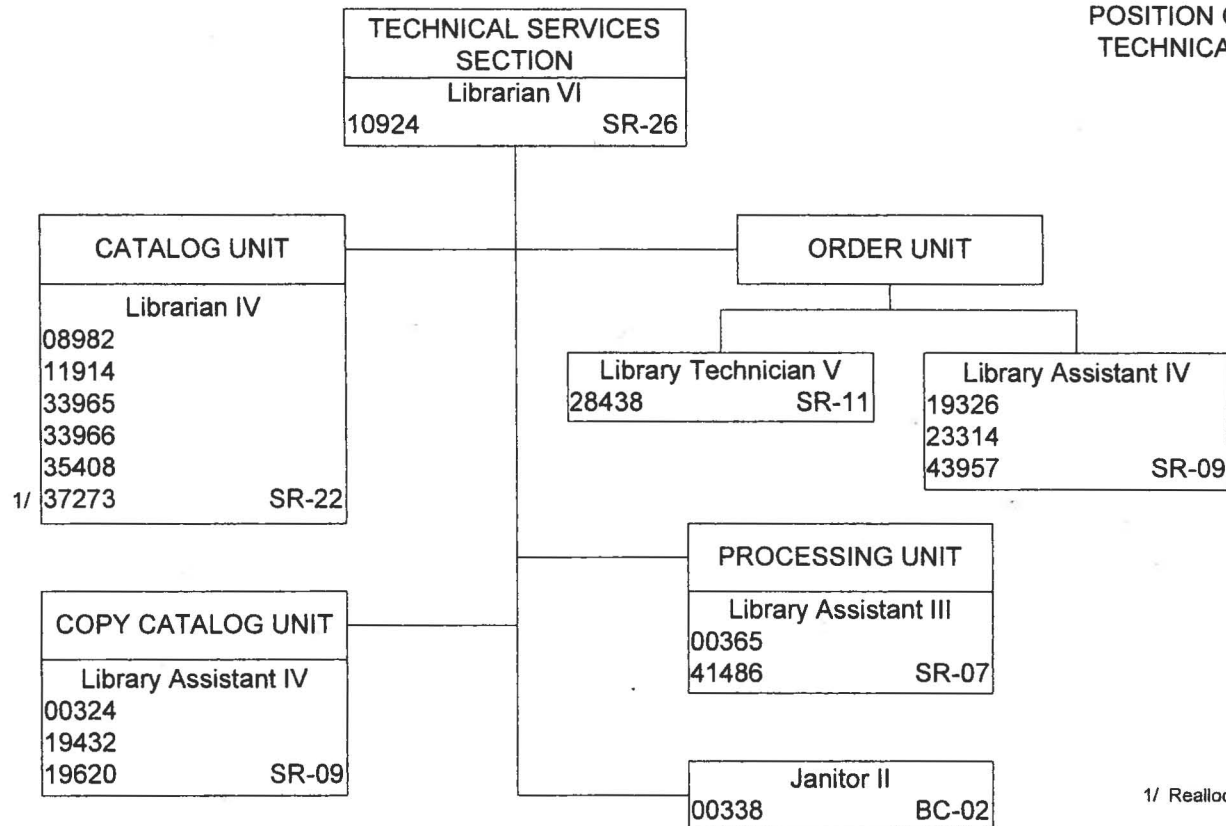 POSITION
TECHNICA
TECHNICAL SERVICES
SECTION
Librarian VI
10924 SR-26
CATALOG UNIT
Librarian IV
08982
11914
33965
33966
35408
1/ 37273 SR-22
ORDER UNIT
Library Technician V
28438 SR-11
Library Assistant IV
19326
23314
43957 SR-09
COPY CATALOG UNIT
Library Assistant IV
00324
19432
19620 SR-09
PROCESSING UNIT
Library Assistant III
00365
41486 SR-07
Janitor II
00338 BC-02
1/ Realloc